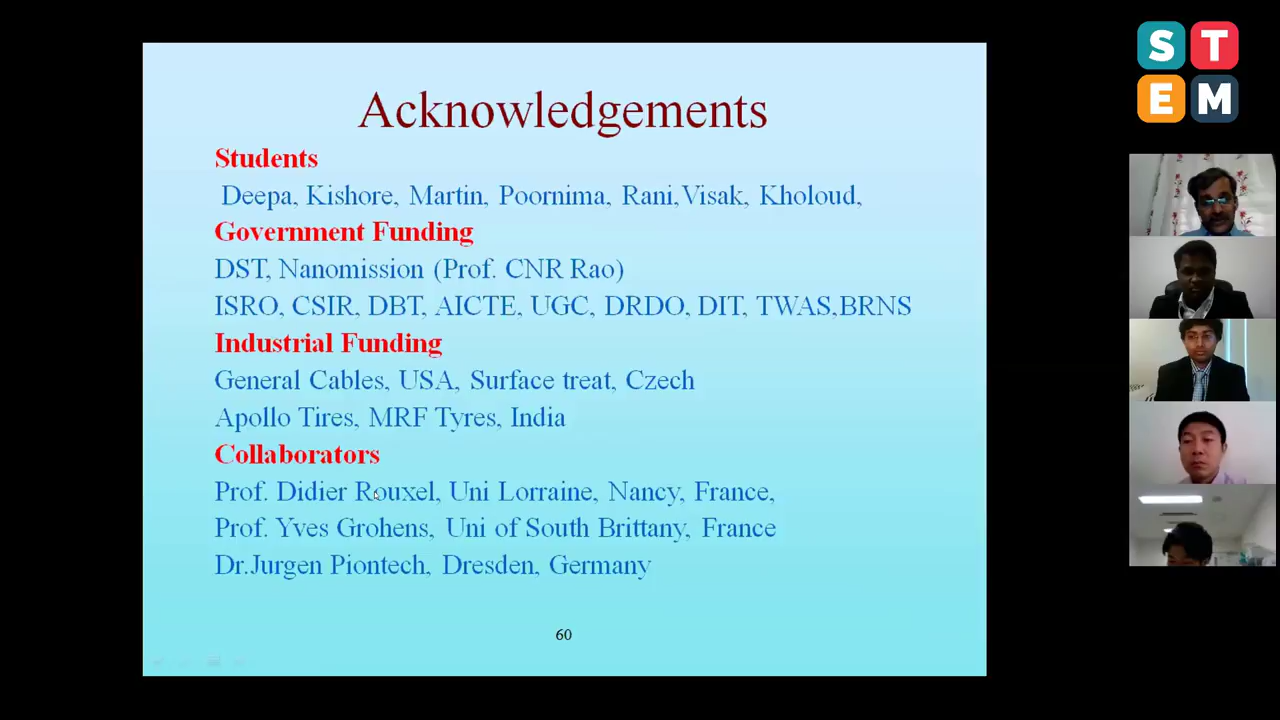 Acknowledgements
Students
Deepa, Kishore, Martin, Poornima, Rani,Visak, Kholoud,
Government Funding
DST, Nanomission (Prof. CNR Rao)
ISRO, CSIR, DBT, AICTE, UGC, DRDO, DIT, TWAS,BRNS
Industrial Funding
General Cables, USA, Surface treat, Czech
Apollo Tires, MRF Tyres, India
Collaborators
Prof. Didier Rouxel, Uni Lorraine, Nancy, France,
Prof. Yves Grohens, Uni of South Brittany, France
Dr.Jurgen Piontech, Dresden, Germany
60
S T
E M